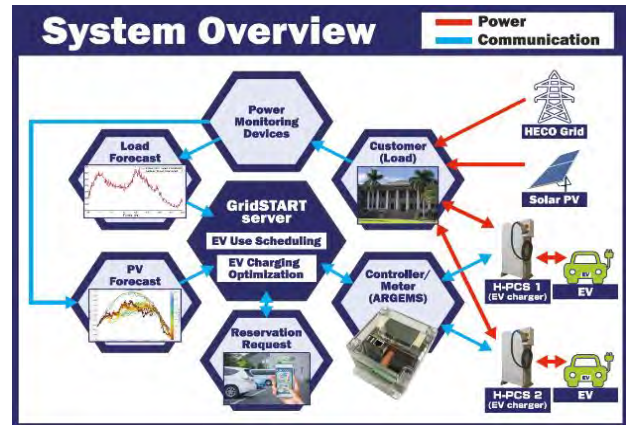 System Overview
Power
Communication
Power
Monitoring
Devices
Load
Forecast
Customer
(Load)
HECO Grid
Solar PV
GridSTART
server
EV Use Scheduling
EV Charging
Optimization
PV
Forecast
Controller/
Meter
(ARGEMS)
Reservation
Request
H-PCS 1
(EV charger)
EV
EV
H-PCS 2
(EV charger)
EV
EV